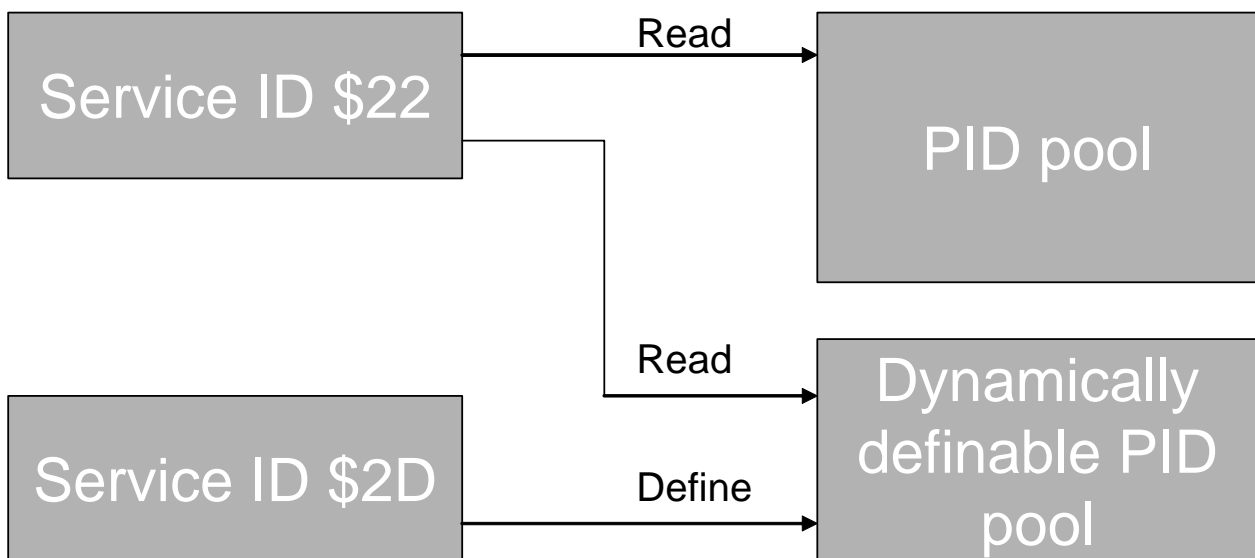 Read
Service ID $22
PID pool
Read
Dynamically
definable PID
pool
Service ID $2D
Define